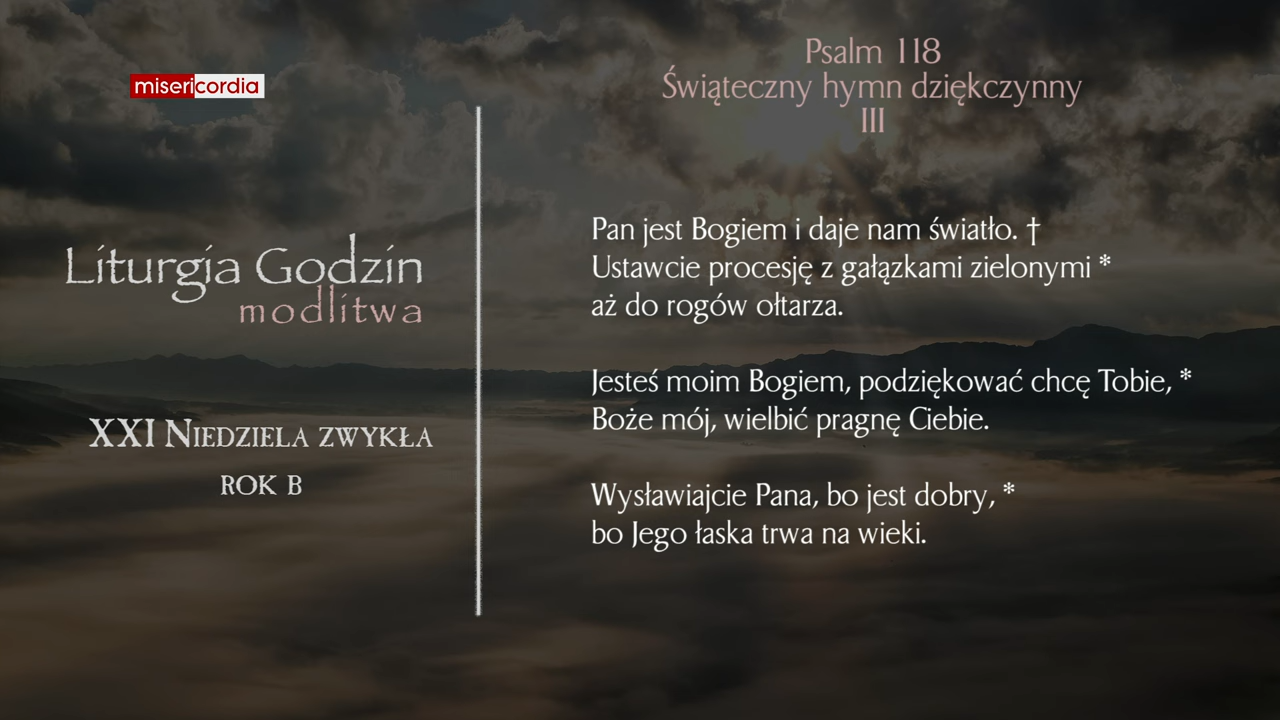 misericordia
Liturgia Godzin
modlitwa
XXI Niedziela zwykła
ROK B
Psalm 118
Świąteczny hymn dziękczynny
III
Pan jest Bogiem i daje nam światło. †
Ustawcie procesję z gałązkami zielonymi *
aż do rogów ołtarza.
Jesteś moim Bogiem, podziękować chcę Tobie, *
Boże mój, wielbić pragnę Ciebie.
Wysławiajcie Pana, bo jest dobry, *
bo Jego łaska trwa na wieki.